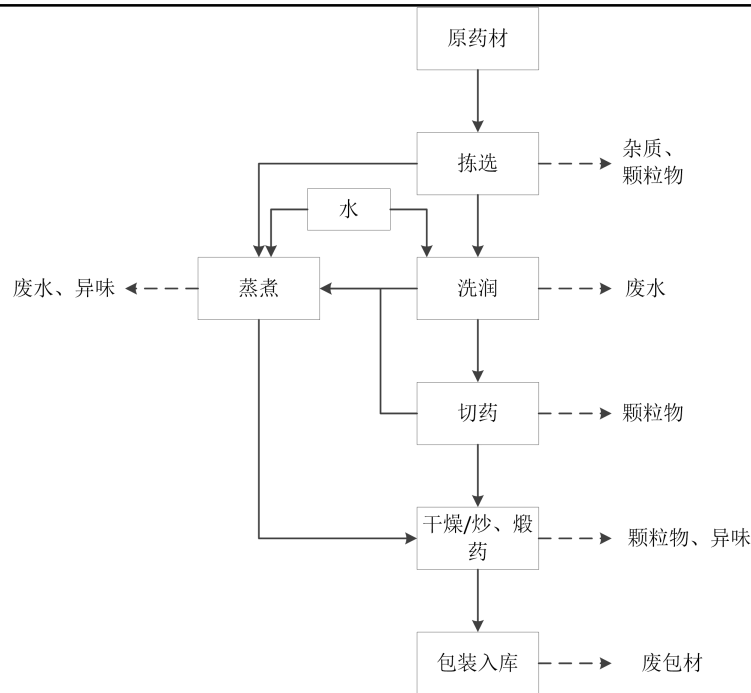 原药材
拣选
杂质、
颗粒物
水
废水、异味
蒸煮
洗润
废水
切药
颗粒物
干燥/炒、煅
药
颗粒物、异味
包装入库
废包材